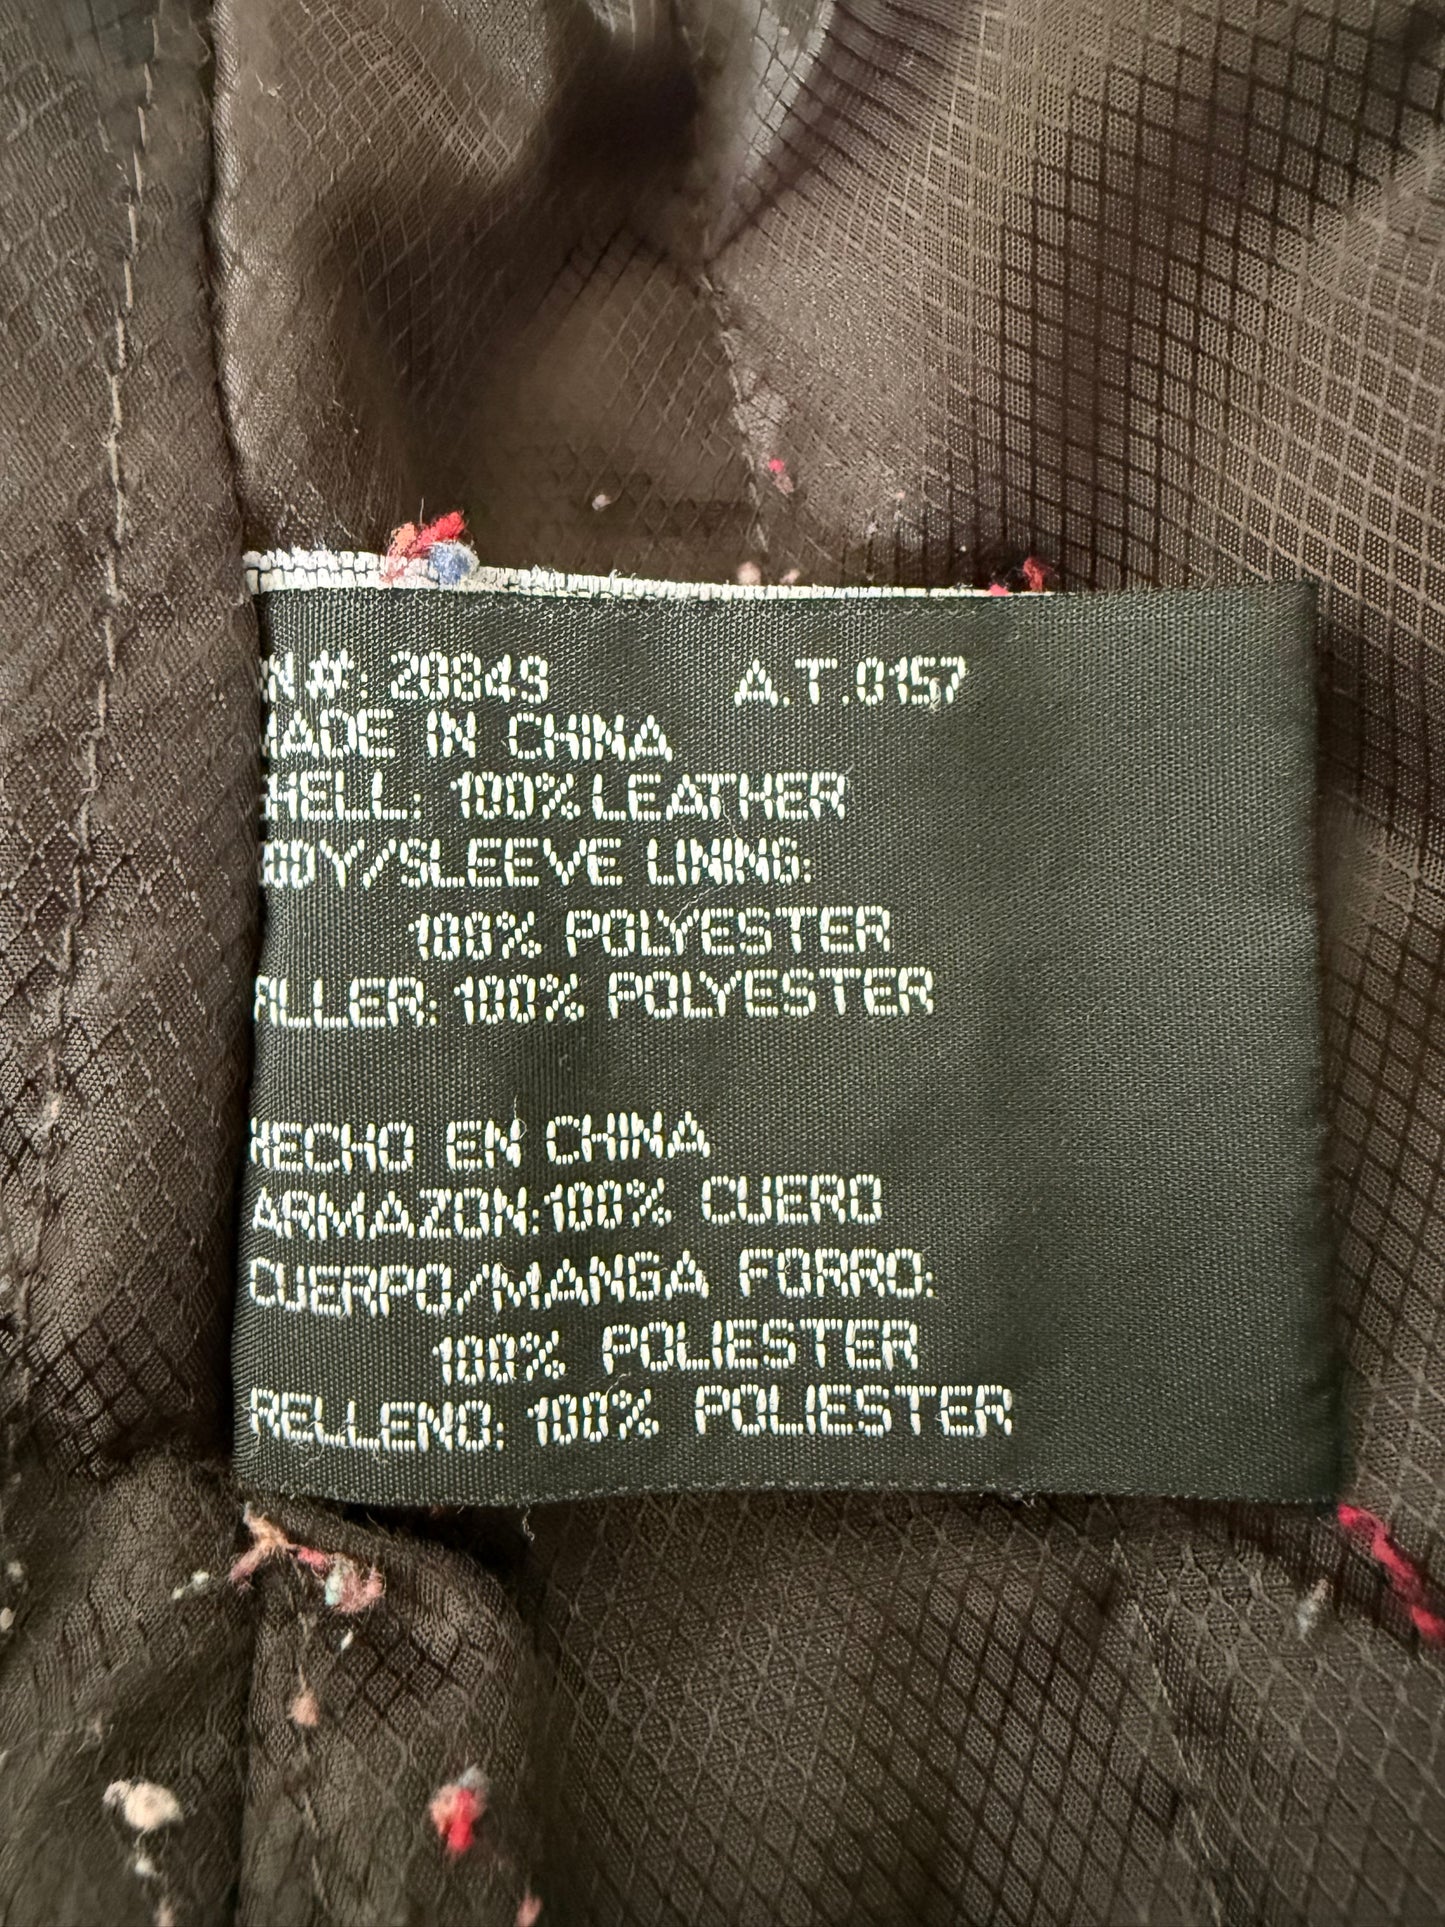 N #: 20849 A.T.0157
MADE IN CHINA
SHELL: 100% LEATHER
BODY/SLEEVE LINING:
100% POLYESTER
FILLER: 100% POLYESTER
HECHO EN CHINA
ARMAZON:100% CUERO
CUERPO/MANGA FORRO:
100% POLIESTER
RELLENO: 100% POLIESTER